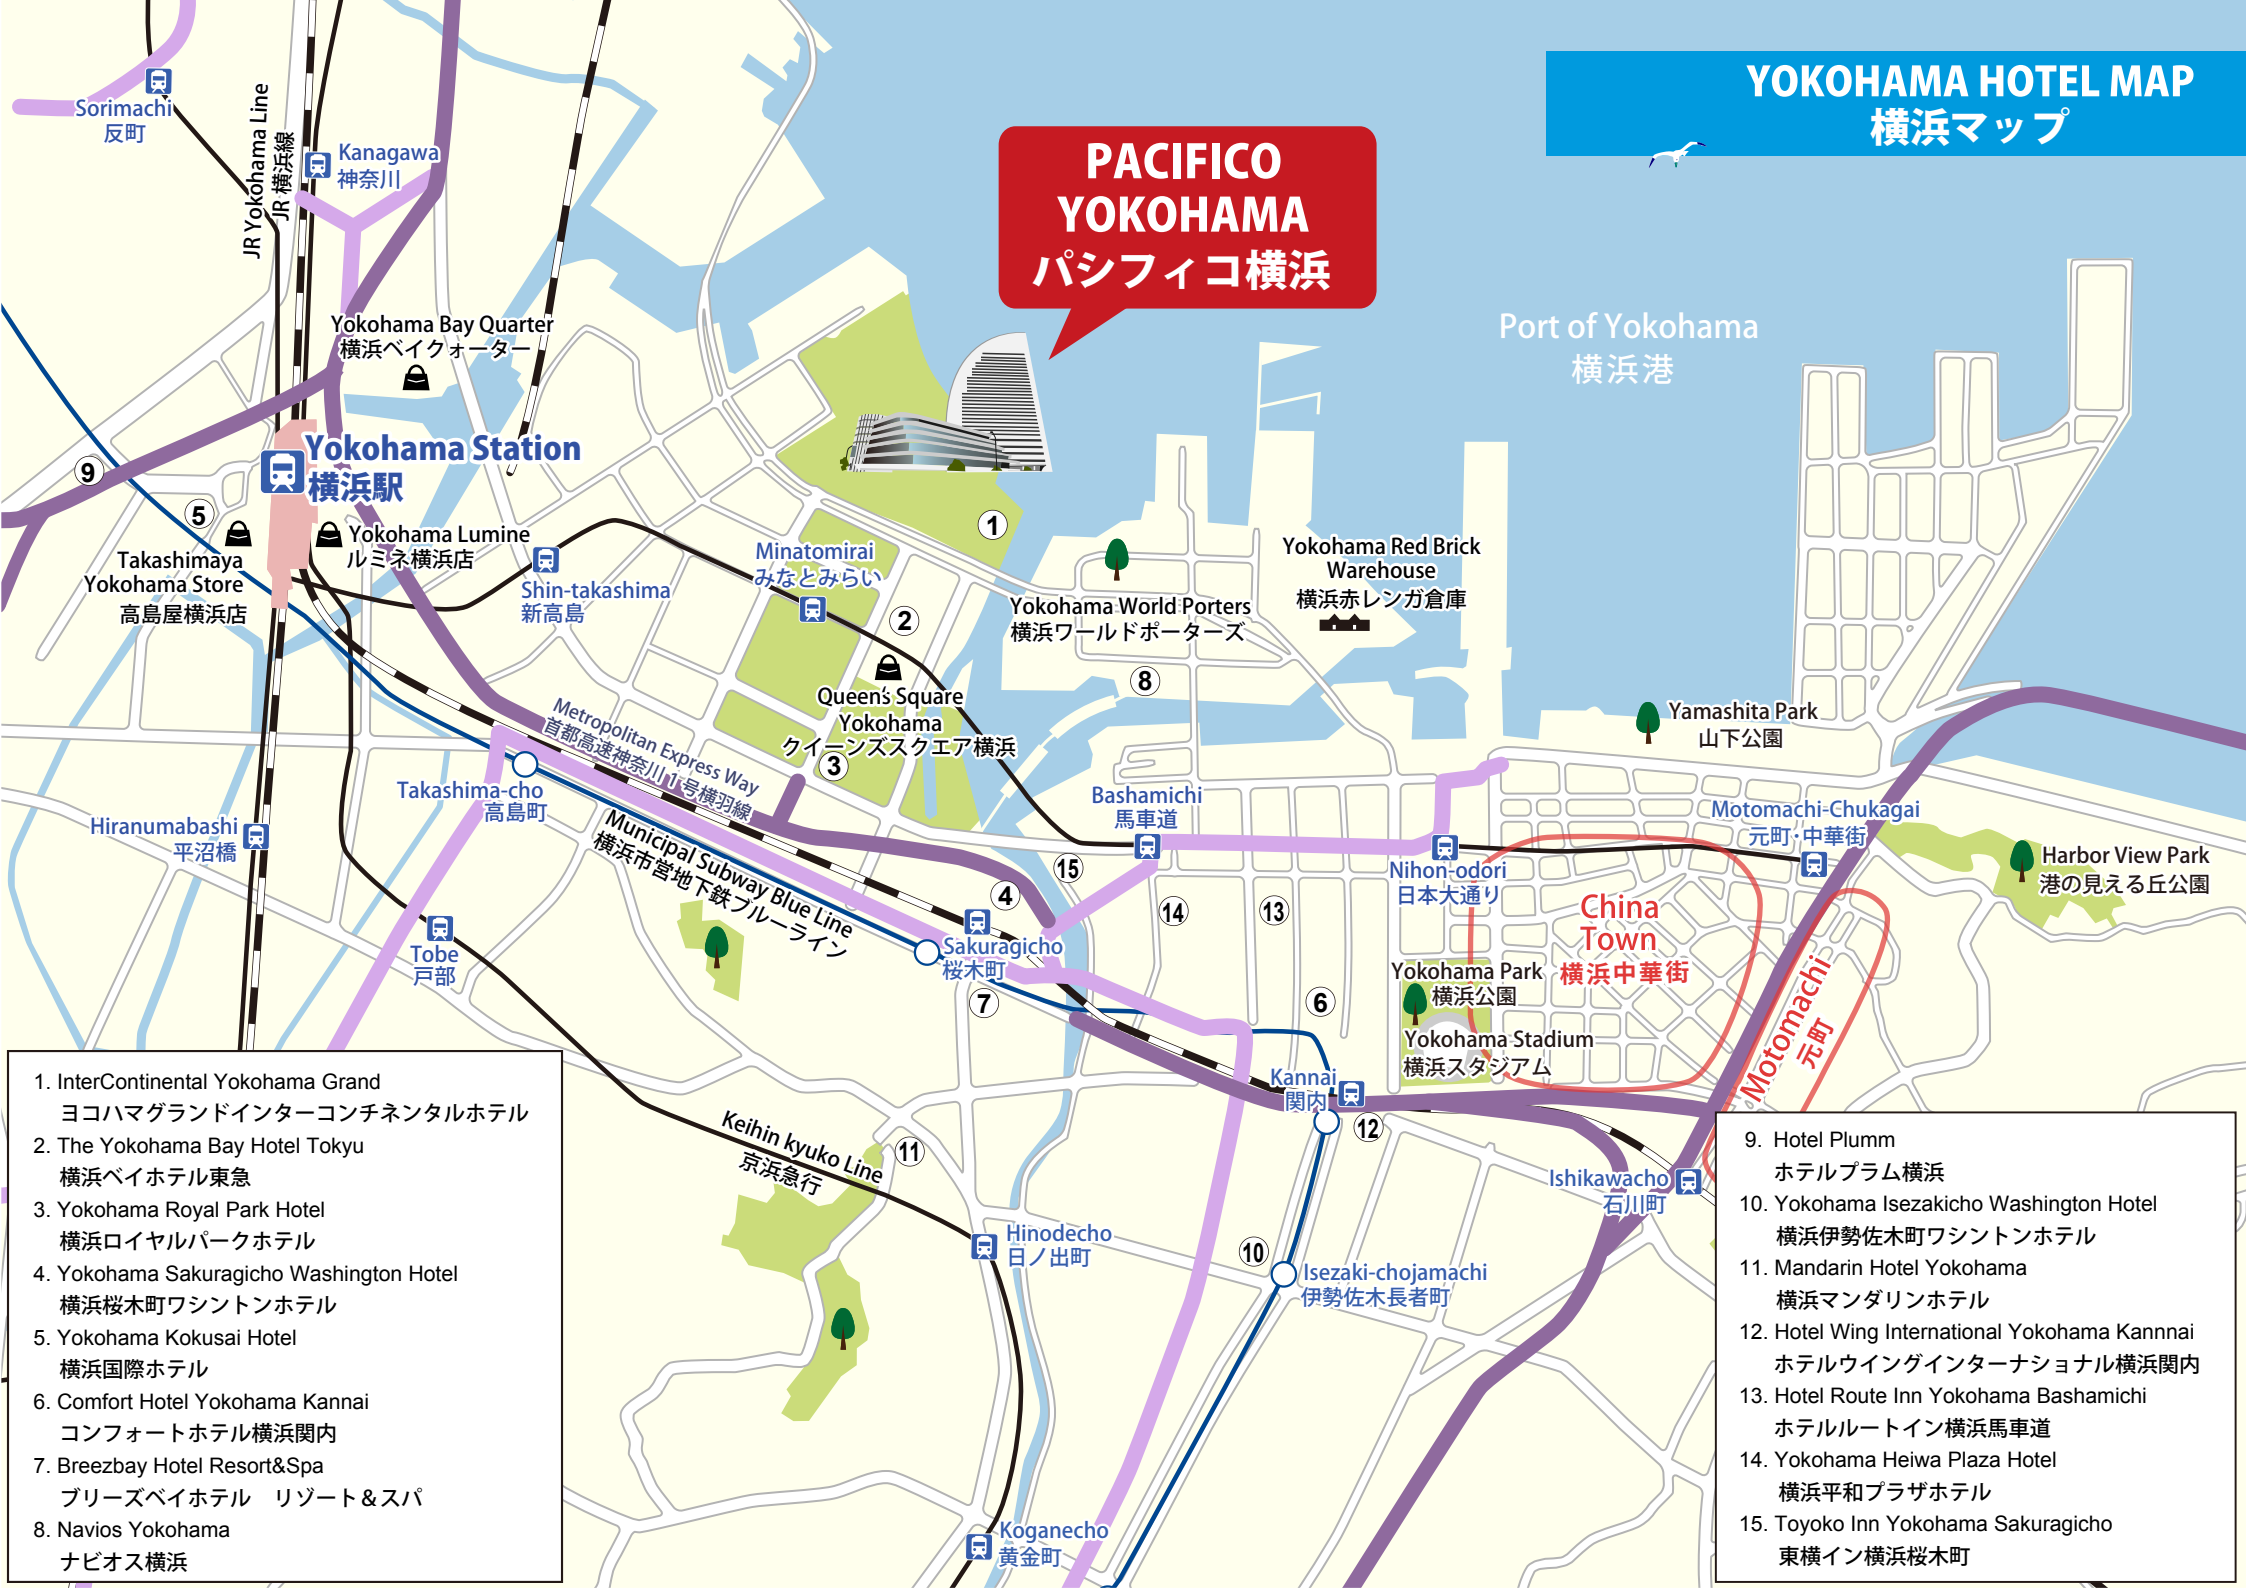 YOKOHAMA HOTEL MAP
横浜マップ
PACIFICO
YOKOHAMA
パシフィコ横浜
Port of Yokohama
横浜港
Sorimachi
反町
JR Yokohama Line
JR 横浜線
Kanagawa
神奈川
Yokohama Bay Quarter
横浜ベイクォーター
Yokohama Station
横浜駅
9
5
Takashimaya
Yokohama Store
高島屋横浜店
Yokohama Lumine
ルミネ横浜店
Shin-takashima
新高島
Minatomirai
みなとみらい
1
2
Queen's Square
Yokohama
クイーンズスクエア横浜
3
Yokohama World Porters
横浜ワールドポーターズ
Yokohama Red Brick
Warehouse
横浜赤レンガ倉庫
8
Yamashita Park
山下公園
Metropolitan Express Way
首都高速神奈川1号横羽線
Takashima-cho
高島町
Hiranumabashi
平沼橋
Municipal Subway Blue Line
横浜市営地下鉄ブルーライン
Bashamichi
馬車道
15
4
14
13
Nihon-odori
日本大通り
Motomachi-Chukagai
元町・中華街
Harbor View Park
港の見える丘公園
China
Town
横浜中華街
Motomachi
元町
Tobe
戸部
Sakuragicho
桜木町
7
6
Yokohama Park
横浜公園
Yokohama Stadium
横浜スタジアム
Kannai
関内
12
Keihin kyuko Line
京浜急行
11
Ishikawacho
石川町
Hinodecho
日ノ出町
10
Isezaki-chojamachi
伊勢佐木長者町
Koganecho
黄金町
1. InterContinental Yokohama Grand
ヨコハマグランドインターコンチネンタルホテル
2. The Yokohama Bay Hotel Tokyu
横浜ベイホテル東急
3. Yokohama Royal Park Hotel
横浜ロイヤルパークホテル
4. Yokohama Sakuragicho Washington Hotel
横浜桜木町ワシントンホテル
5. Yokohama Kokusai Hotel
横浜国際ホテル
6. Comfort Hotel Yokohama Kannai
コンフォートホテル横浜関内
7. Breezbay Hotel Resort&Spa
ブリーズベイホテル　リゾート＆スパ
8. Navios Yokohama
ナビオス横浜
9. Hotel Plumm
ホテルプラム横浜
10. Yokohama Isezakicho Washington Hotel
横浜伊勢佐木町ワシントンホテル
11. Mandarin Hotel Yokohama
横浜マンダリンホテル
12. Hotel Wing International Yokohama Kannnai
ホテルウイングインターナショナル横浜関内
13. Hotel Route Inn Yokohama Bashamichi
ホテルルートイン横浜馬車道
14. Yokohama Heiwa Plaza Hotel
横浜平和プラザホテル
15. Toyoko Inn Yokohama Sakuragicho
東横イン横浜桜木町